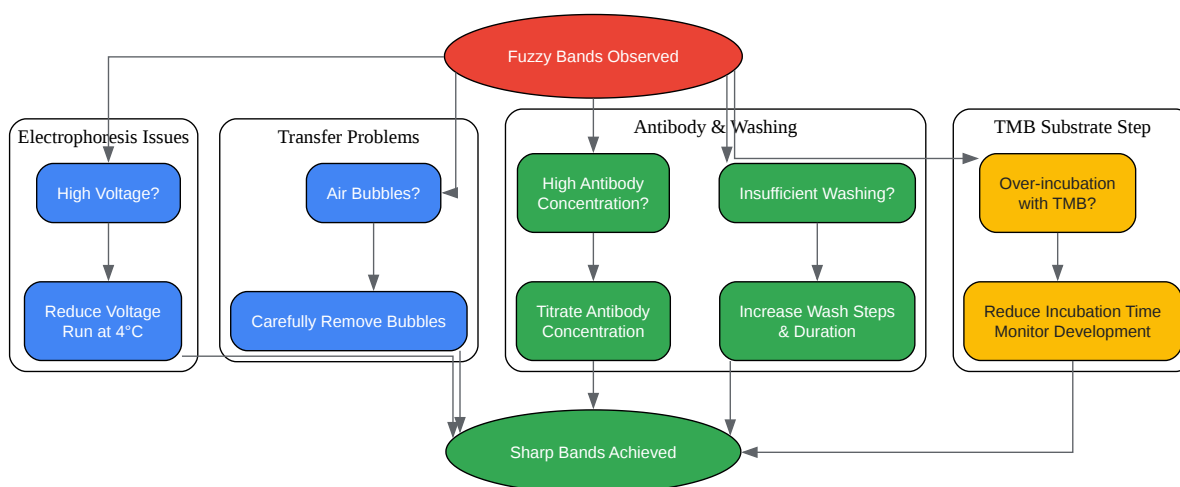 Fuzzy Bands Observed
Electrophoresis Issues
Transfer Problems
Antibody & Washing
TMB Substrate Step
High Voltage?
Air Bubbles?
High Antibody
Concentration?
Insufficient Washing?
Over-incubation
with TMB?
Reduce Voltage
Run at 4°C
Carefully Remove Bubbles
Titrate Antibody
Concentration
Increase Wash Steps
& Duration
Reduce Incubation Time
Monitor Development
Sharp Bands Achieved